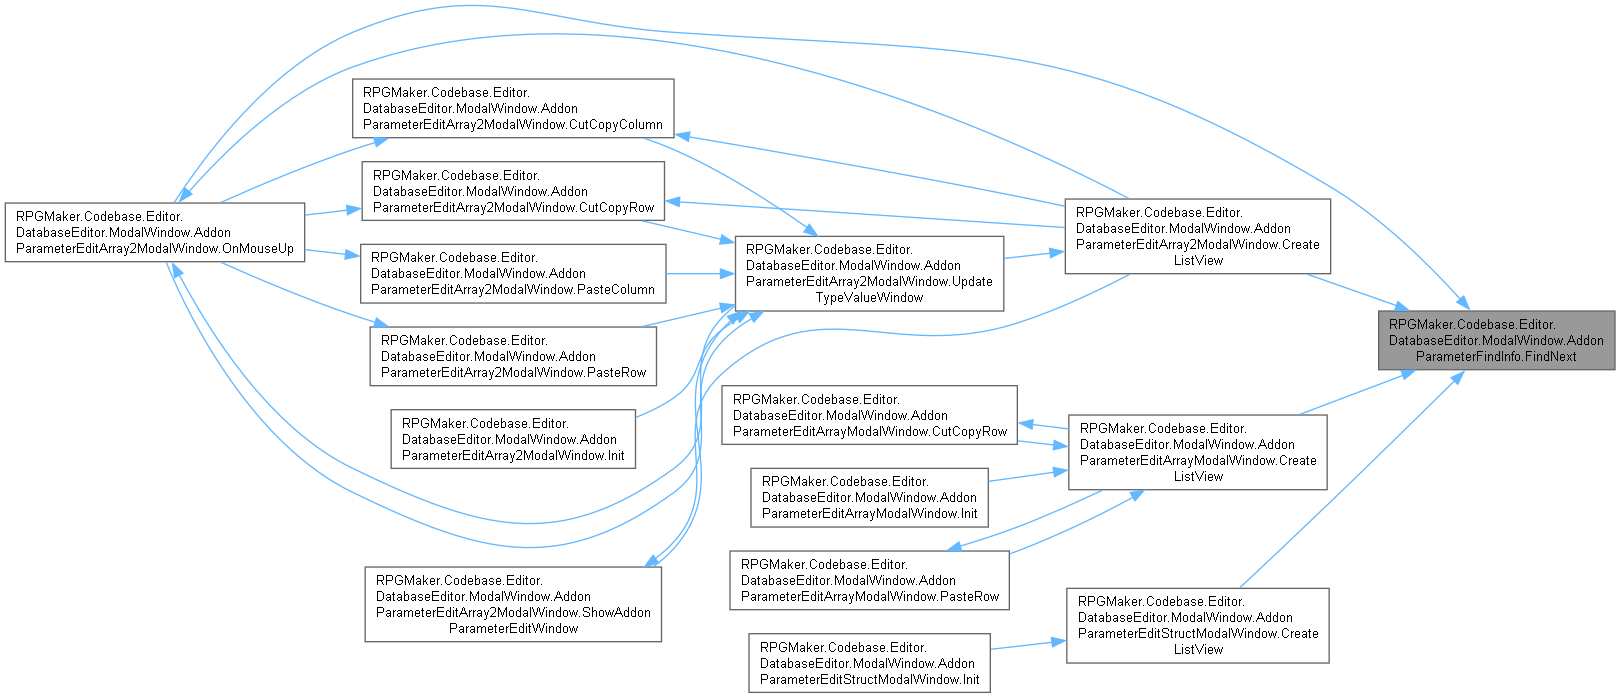 RPGMaker.Codebase.Editor.
DatabaseEditor.ModalWindow.Addon
ParameterEditArray2ModalWindow.OnMouseUp
RPGMaker.Codebase.Editor.
DatabaseEditor.ModalWindow.Addon
ParameterEditArray2ModalWindow.CutCopyColumn
RPGMaker.Codebase.Editor.
DatabaseEditor.ModalWindow.Addon
ParameterEditArray2ModalWindow.CutCopyRow
RPGMaker.Codebase.Editor.
DatabaseEditor.ModalWindow.Addon
ParameterEditArray2ModalWindow.PasteColumn
RPGMaker.Codebase.Editor.
DatabaseEditor.ModalWindow.Addon
ParameterEditArray2ModalWindow.PasteRow
RPGMaker.Codebase.Editor.
DatabaseEditor.ModalWindow.Addon
ParameterEditArray2ModalWindow.Init
RPGMaker.Codebase.Editor.
DatabaseEditor.ModalWindow.Addon
ParameterEditArray2ModalWindow.ShowAddon
ParameterEditWindow
RPGMaker.Codebase.Editor.
DatabaseEditor.ModalWindow.Addon
ParameterEditArray2ModalWindow.Update
TypeValueWindow
RPGMaker.Codebase.Editor.
DatabaseEditor.ModalWindow.Addon
ParameterEditArrayModalWindow.CutCopyRow
RPGMaker.Codebase.Editor.
DatabaseEditor.ModalWindow.Addon
ParameterEditArrayModalWindow.Init
RPGMaker.Codebase.Editor.
DatabaseEditor.ModalWindow.Addon
ParameterEditArrayModalWindow.PasteRow
RPGMaker.Codebase.Editor.
DatabaseEditor.ModalWindow.Addon
ParameterEditStructModalWindow.Init
RPGMaker.Codebase.Editor.
DatabaseEditor.ModalWindow.Addon
ParameterEditArray2ModalWindow.Create
ListView
RPGMaker.Codebase.Editor.
DatabaseEditor.ModalWindow.Addon
ParameterEditArrayModalWindow.Create
ListView
RPGMaker.Codebase.Editor.
DatabaseEditor.ModalWindow.Addon
ParameterEditStructModalWindow.Create
ListView
RPGMaker.Codebase.Editor.
DatabaseEditor.ModalWindow.Addon
ParameterFindInfo.FindNext